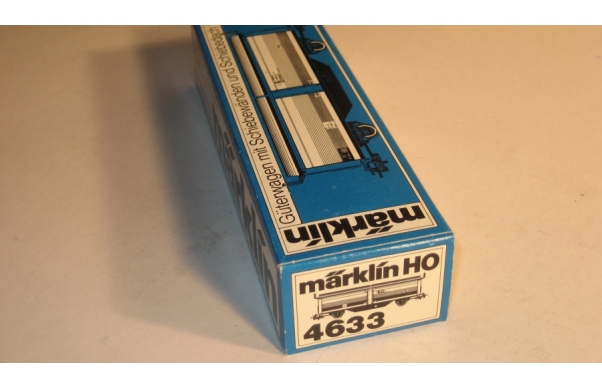 Güterwagen mit Schiebewänden und Schiebedach
märklin
märklin HO
4633